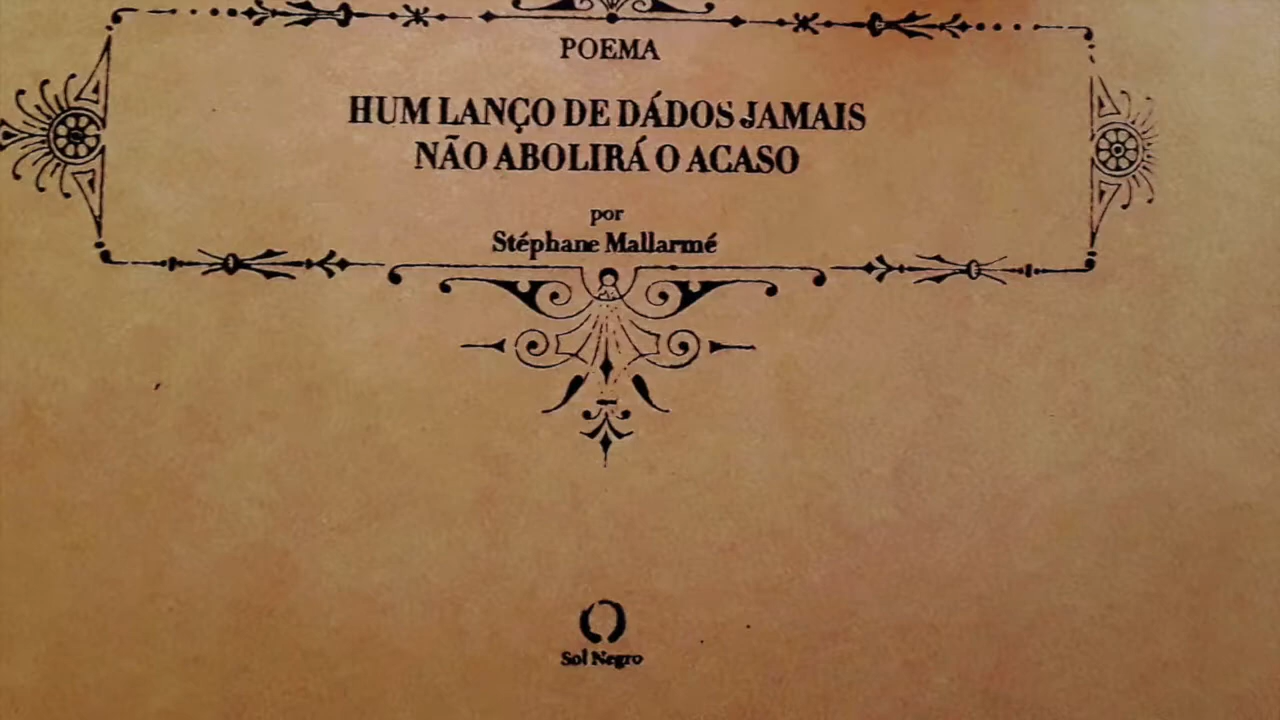 POEMA
HUM LANÇO DE DÁDOS JAMAIS
NÃO ABOLIRÁ O ACASO
por
Stéphane Mallarmé
Sol Negro